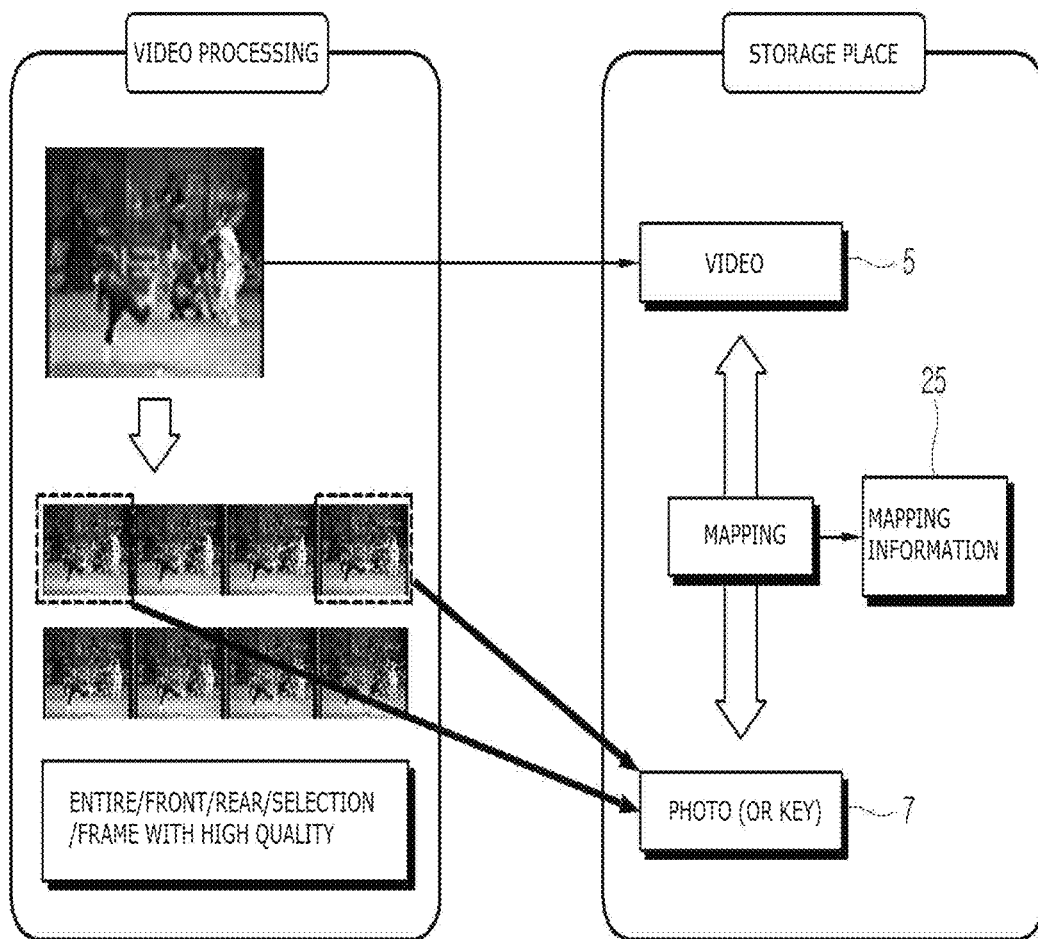 VIDEO PROCESSING
STORAGE PLACE
VIDEO
5
25
MAPPING
MAPPING
INFORMATION
ENTIRE/FRONT/REAR/SELECTION
/FRAME WITH HIGH QUALITY
PHOTO (OR KEY)
7